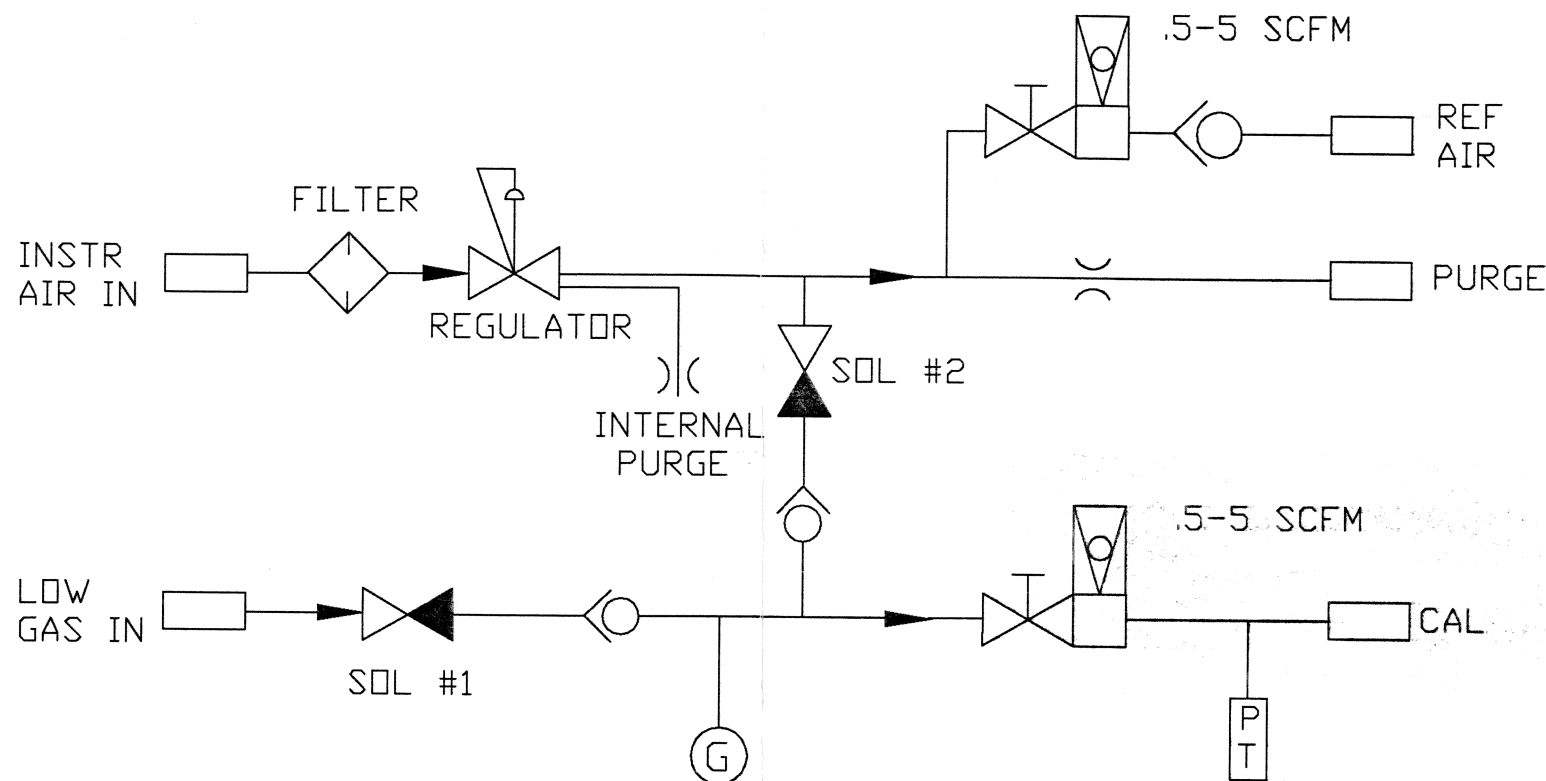 .5-5 SCFM
REF
AIR
FILTER
INSTR
AIR IN
REGULATOR
PURGE
SOL #2
INTERNAL
PURGE
.5-5 SCFM
LOW
GAS IN
SOL #1
CAL
G
P
T